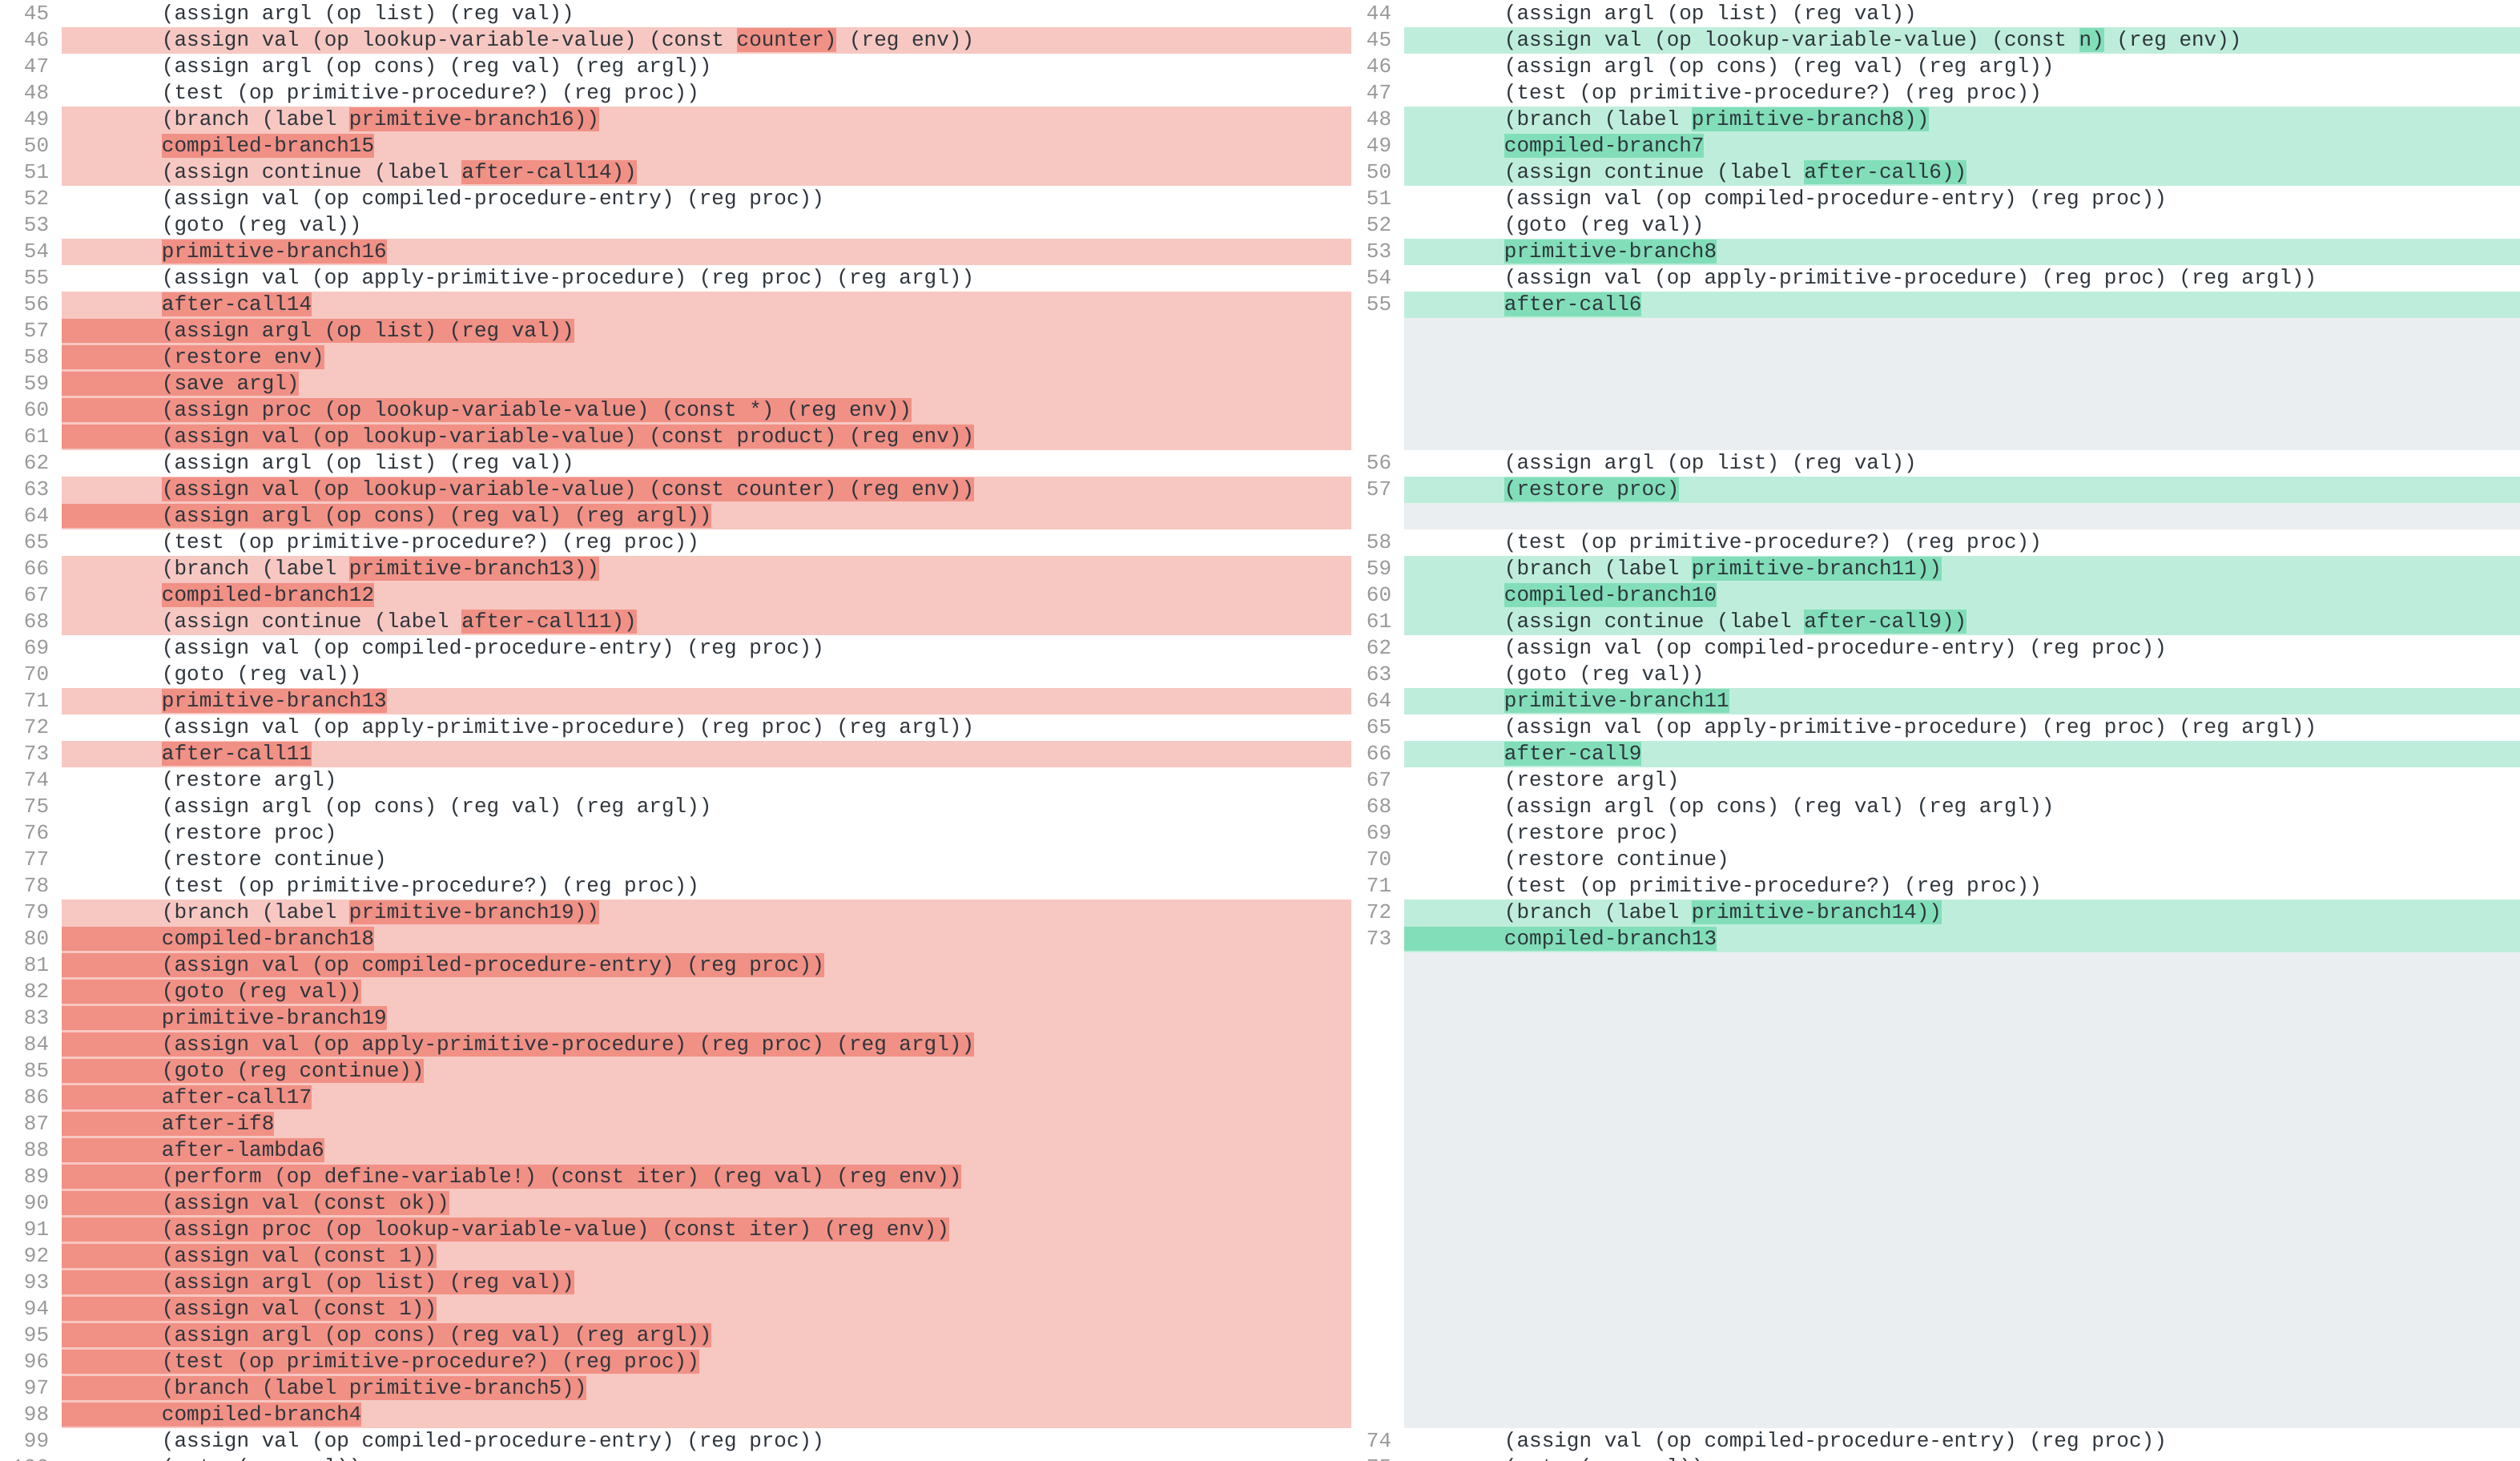 45 (assign argl (op list) (reg val))
46 (assign val (op lookup-variable-value) (const counter) (reg env))
47 (assign argl (op cons) (reg val) (reg argl))
48 (test (op primitive-procedure?) (reg proc))
49 (branch (label primitive-branch16))
50 compiled-branch15
51 (assign continue (label after-call14))
52 (assign val (op compiled-procedure-entry) (reg proc))
53 (goto (reg val))
54 primitive-branch16
55 (assign val (op apply-primitive-procedure) (reg proc) (reg argl))
56 after-call14
57 (assign argl (op list) (reg val))
58 (restore env)
59 (save argl)
60 (assign proc (op lookup-variable-value) (const *) (reg env))
61 (assign val (op lookup-variable-value) (const product) (reg env))
62 (assign argl (op list) (reg val))
63 (assign val (op lookup-variable-value) (const counter) (reg env))
64 (assign argl (op cons) (reg val) (reg argl))
65 (test (op primitive-procedure?) (reg proc))
66 (branch (label primitive-branch13))
67 compiled-branch12
68 (assign continue (label after-call11))
69 (assign val (op compiled-procedure-entry) (reg proc))
70 (goto (reg val))
71 primitive-branch13
72 (assign val (op apply-primitive-procedure) (reg proc) (reg argl))
73 after-call11
74 (restore argl)
75 (assign argl (op cons) (reg val) (reg argl))
76 (restore proc)
77 (restore continue)
78 (test (op primitive-procedure?) (reg proc))
79 (branch (label primitive-branch19))
80 compiled-branch18
81 (assign val (op compiled-procedure-entry) (reg proc))
82 (goto (reg val))
83 primitive-branch19
84 (assign val (op apply-primitive-procedure) (reg proc) (reg argl))
85 (goto (reg continue))
86 after-call17
87 after-if8
88 after-lambda6
89 (perform (op define-variable!) (const iter) (reg val) (reg env))
90 (assign val (const ok))
91 (assign proc (op lookup-variable-value) (const iter) (reg env))
92 (assign val (const 1))
93 (assign argl (op list) (reg val))
94 (assign val (const 1))
95 (assign argl (op cons) (reg val) (reg argl))
96 (test (op primitive-procedure?) (reg proc))
97 (branch (label primitive-branch5))
98 compiled-branch4
99 (assign val (op compiled-procedure-entry) (reg proc))
44 (assign argl (op list) (reg val))
45 (assign val (op lookup-variable-value) (const n) (reg env))
46 (assign argl (op cons) (reg val) (reg argl))
47 (test (op primitive-procedure?) (reg proc))
48 (branch (label primitive-branch8))
49 compiled-branch7
50 (assign continue (label after-call6))
51 (assign val (op compiled-procedure-entry) (reg proc))
52 (goto (reg val))
53 primitive-branch8
54 (assign val (op apply-primitive-procedure) (reg proc) (reg argl))
55 after-call6
56 (assign argl (op list) (reg val))
57 (restore proc)
58 (test (op primitive-procedure?) (reg proc))
59 (branch (label primitive-branch11))
60 compiled-branch10
61 (assign continue (label after-call9))
62 (assign val (op compiled-procedure-entry) (reg proc))
63 (goto (reg val))
64 primitive-branch11
65 (assign val (op apply-primitive-procedure) (reg proc) (reg argl))
66 after-call9
67 (restore argl)
68 (assign argl (op cons) (reg val) (reg argl))
69 (restore proc)
70 (restore continue)
71 (test (op primitive-procedure?) (reg proc))
72 (branch (label primitive-branch14))
73 compiled-branch13
74 (assign val (op compiled-procedure-entry) (reg proc))